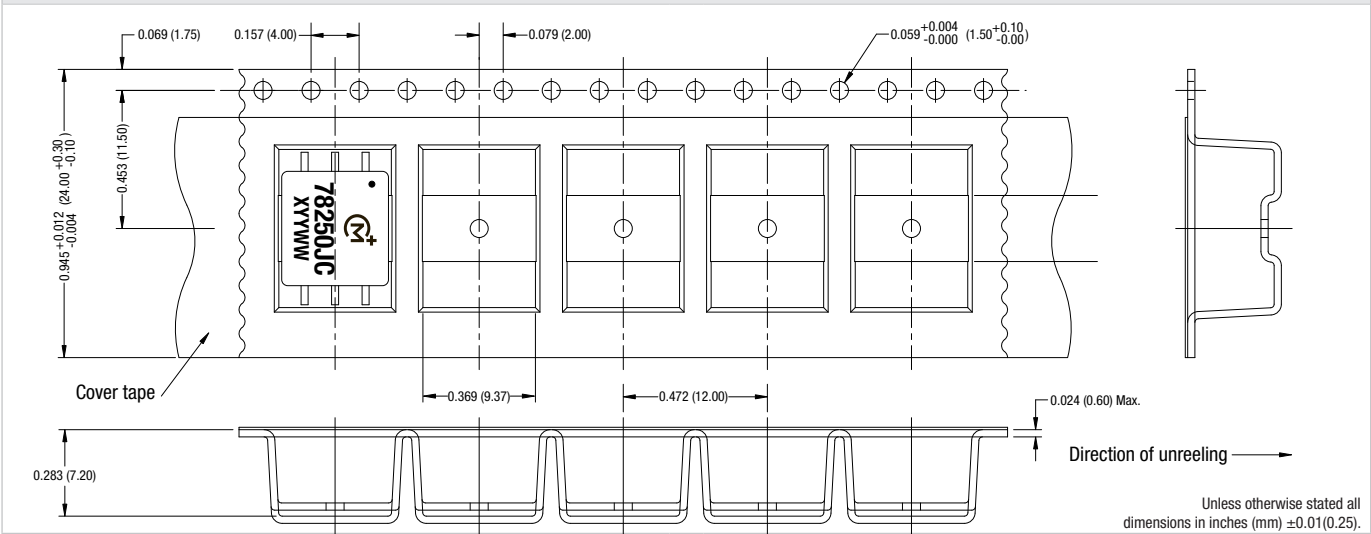 0.069 (1.75)
0.157 (4.00)
0.079 (2.00)
0.059 +0.004 -0.000 (1.50 +0.10 -0.00)
0.945 +0.012 -0.004 (24.00 +0.30 -0.10)
0.453 (11.50)
78250JC
XYYWW
M+
Cover tape
0.369 (9.37)
0.472 (12.00)
0.024 (0.60) Max.
0.283 (7.20)
Direction of unreeling
Unless otherwise stated all
dimensions in inches (mm) ±0.01(0.25).